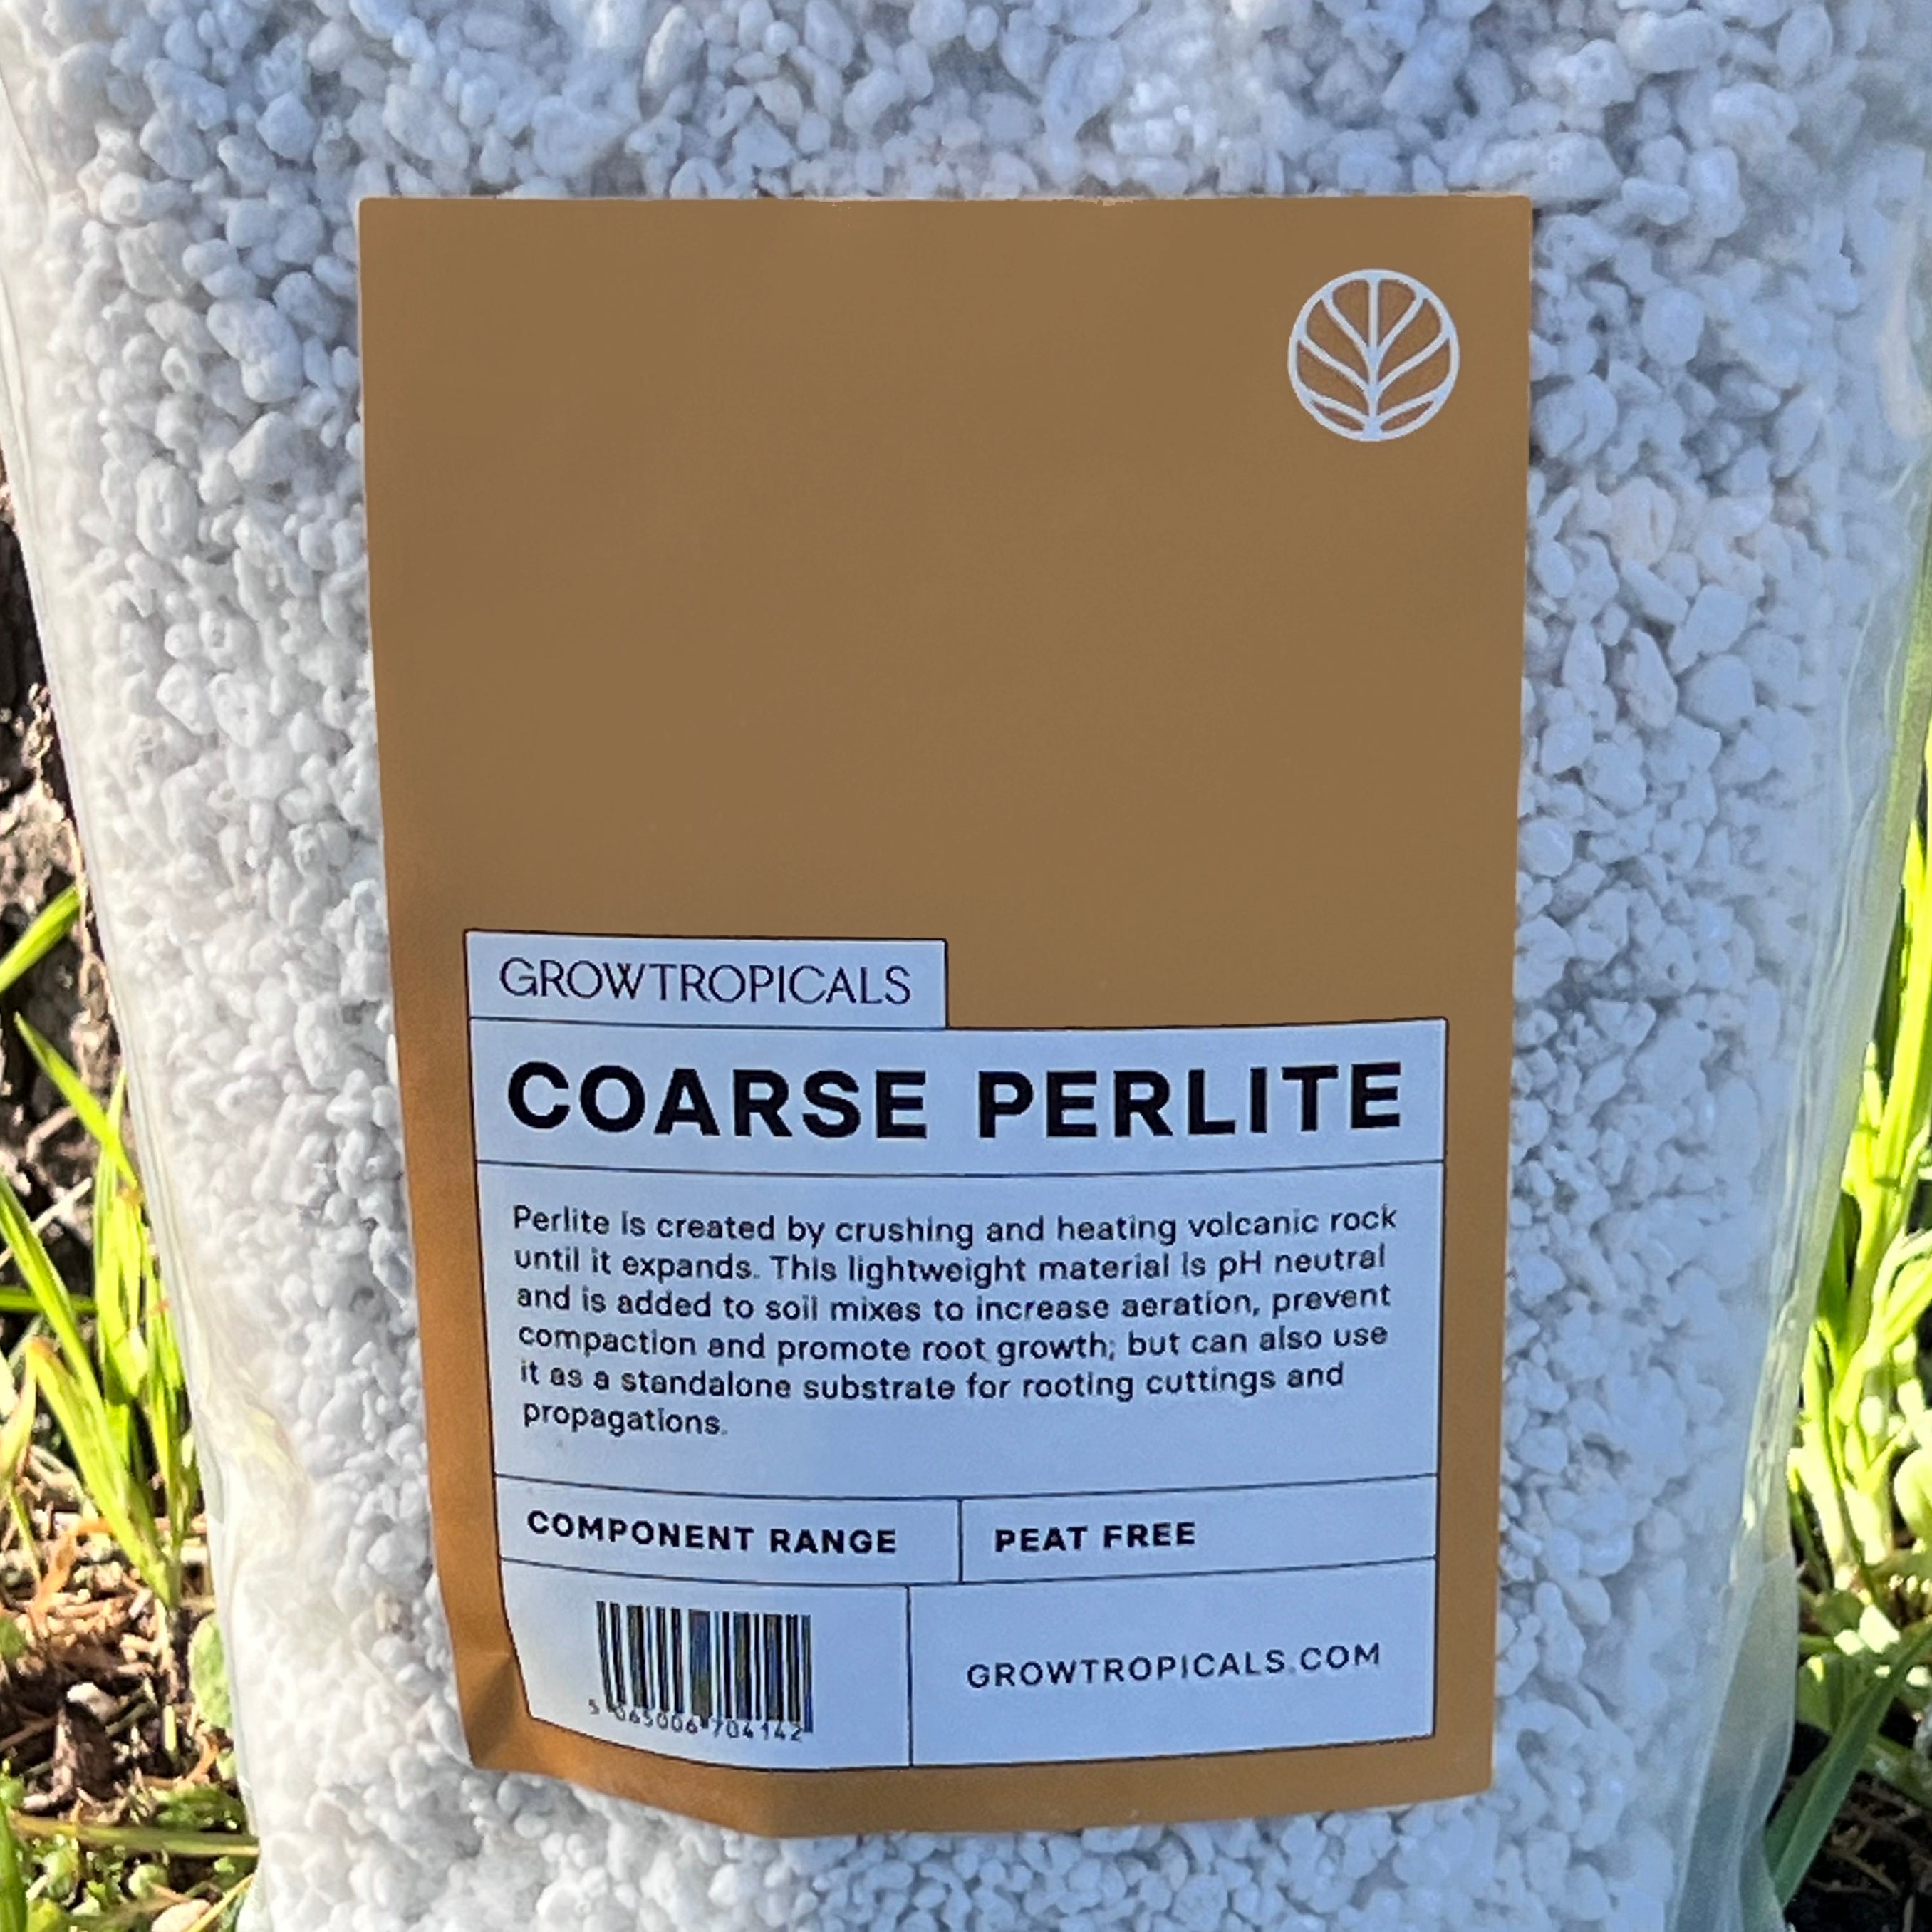 GROWTROPICALS
COARSE PERLITE
Perlite is created by crushing and heating volcanic rock
until it expands. This lightweight material is pH neutral
and is added to soil mixes to increase aeration, prevent
compaction and promote root growth; but can also use
it as a standalone substrate for rooting cuttings and
propagations.
COMPONENT RANGE
PEAT FREE
5 065006 704142
GROWTROPICALS.COM